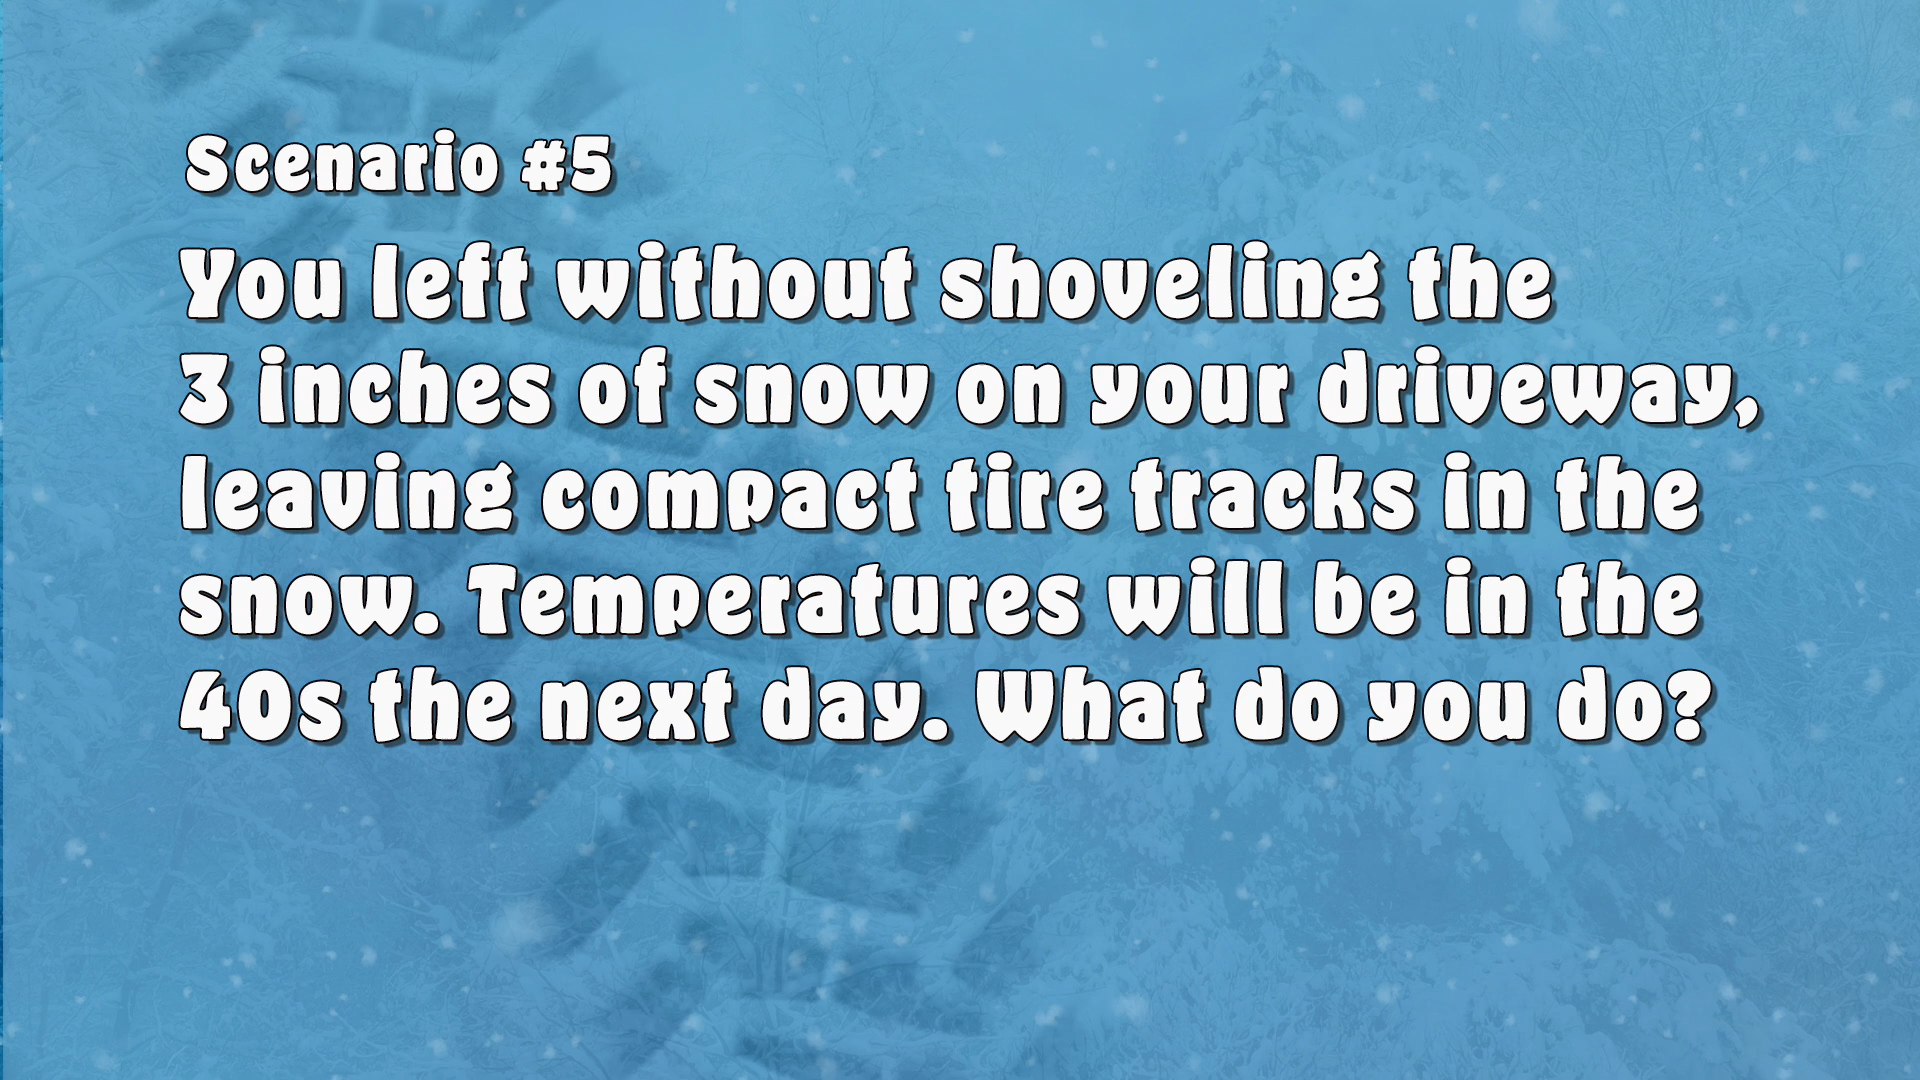 Scenario #5
You left without shoveling the
3 inches of snow on your driveway,
leaving compact tire tracks in the
snow. Temperatures will be in the
40s the next day. What do you do?